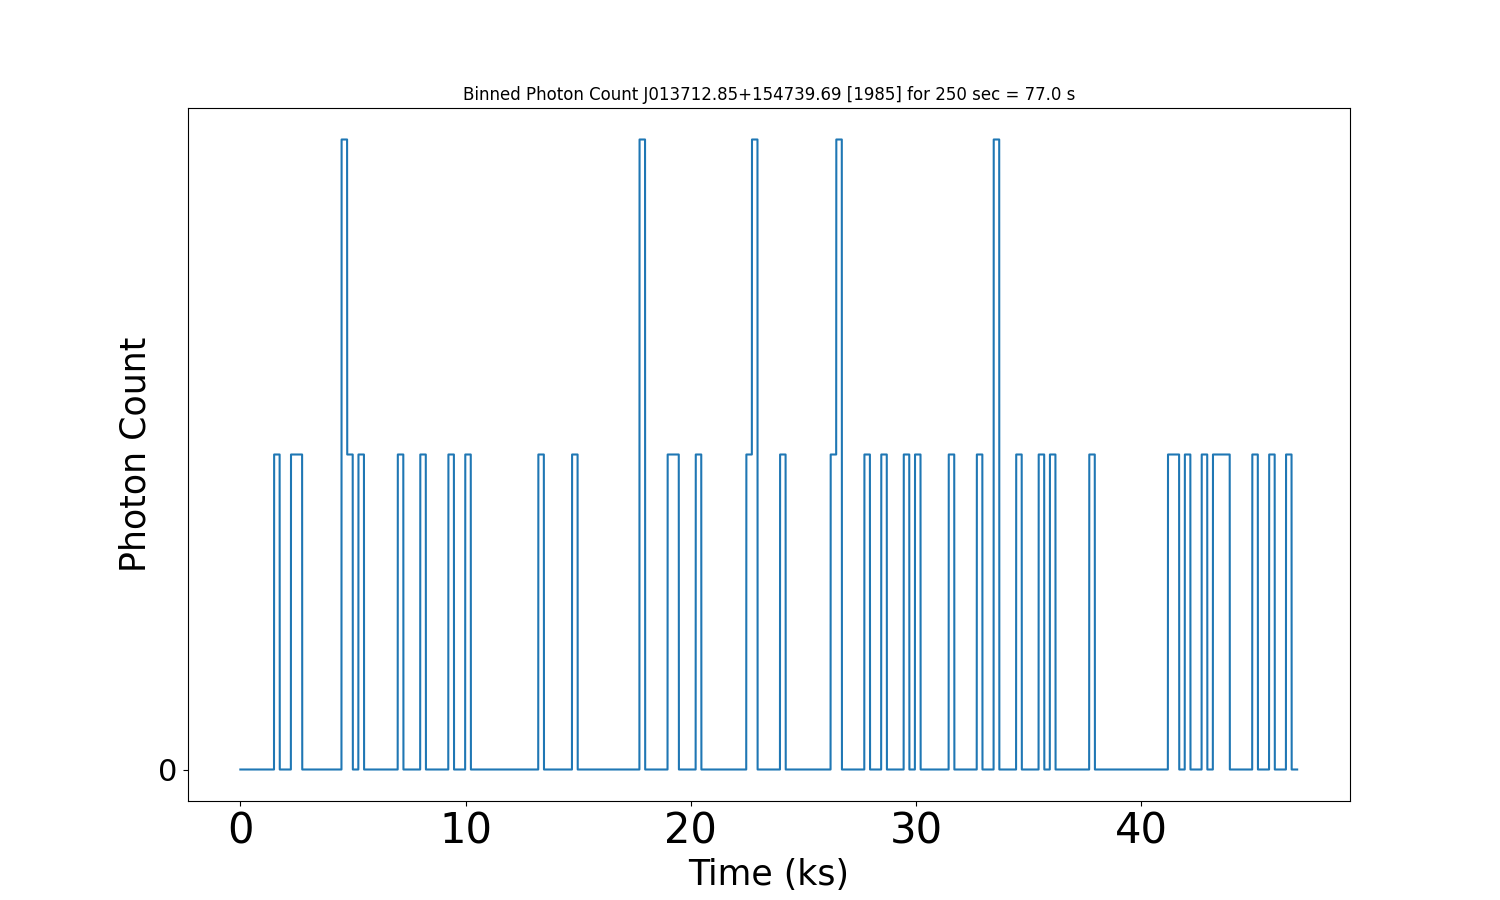 Binned Photon Count J013712.85+154739.69 [1985] for 250 sec = 77.0 s
Photon Count
0
0 10 20 30 40
Time (ks)